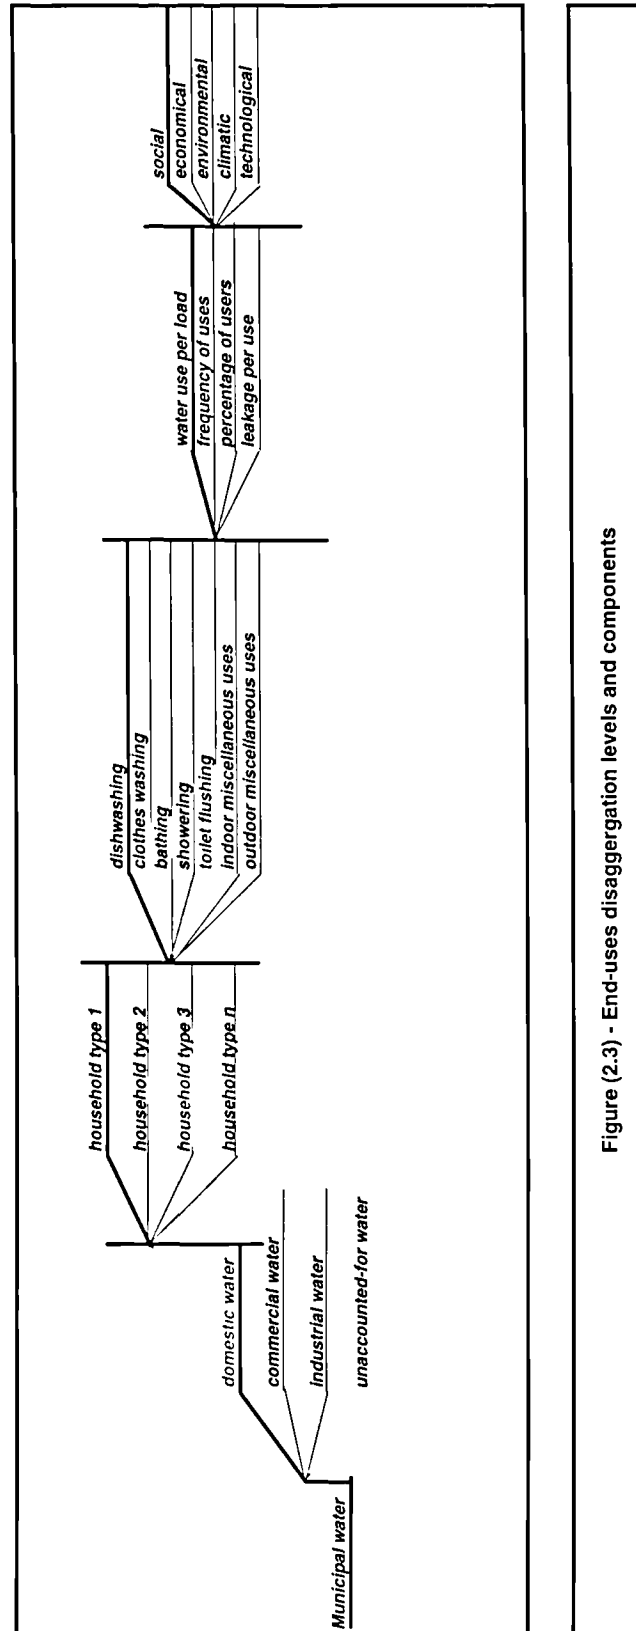 Municipal water
domestic water
commercial water
industrial water
unaccounted-for water
household type 1
household type 2
household type 3
household type n
dishwashing
clothes washing
bathing
showering
toilet flushing
indoor miscellaneous uses
outdoor miscellaneous uses
water use per load
frequency of uses
percentage of users
leakage per use
social
economical
environmental
climatic
technological
Figure (2.3) - End-uses disaggergation levels and components